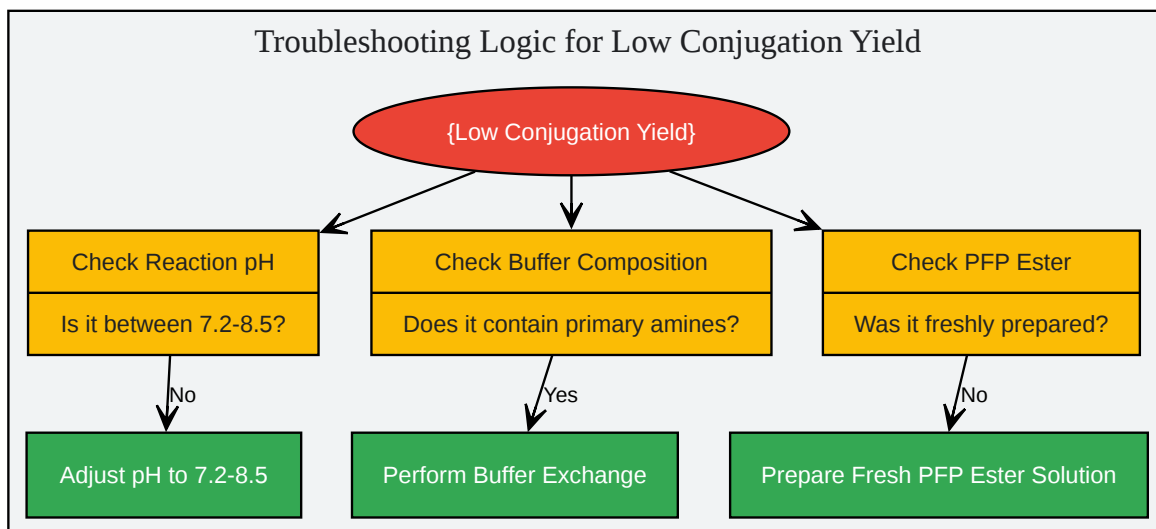 Troubleshooting Logic for Low Conjugation Yield
{Low Conjugation Yield}
Check Reaction pH
Is it between 7.2-8.5?
Check Buffer Composition
Does it contain primary amines?
Check PFP Ester
Was it freshly prepared?
No
Yes
No
Adjust pH to 7.2-8.5
Perform Buffer Exchange
Prepare Fresh PFP Ester Solution